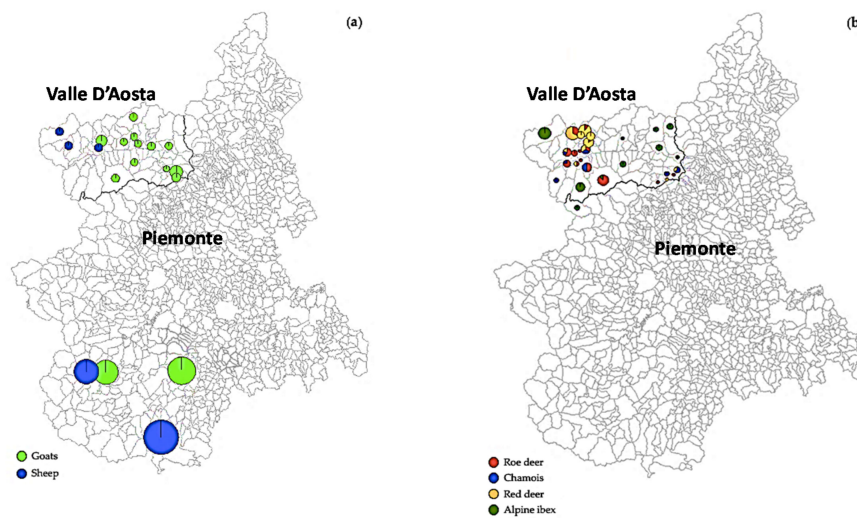 (a)
Valle D’Aosta
Piemonte
Goats
Sheep
(b
Valle D’Aosta
Piemonte
Roe deer
Chamois
Red deer
Alpine ibex